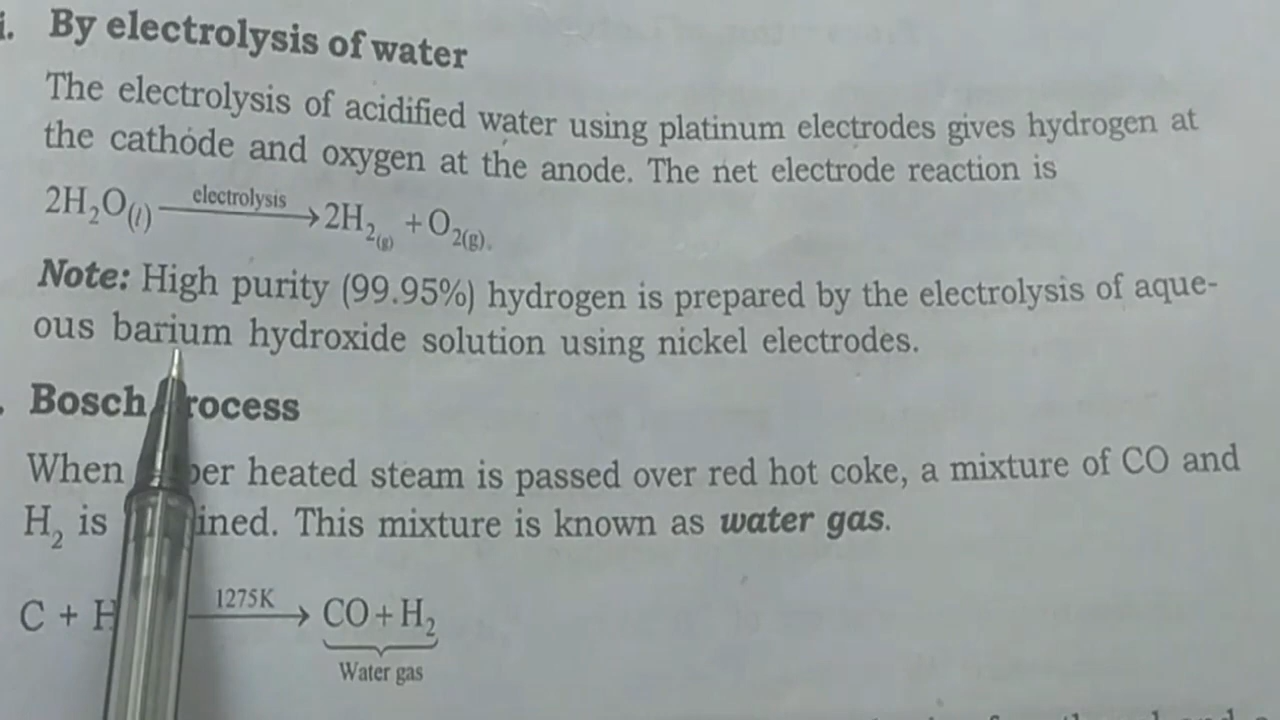 i. By electrolysis of water
The electrolysis of acidified water using platinum electrodes gives hydrogen at
the cathode and oxygen at the anode. The net electrode reaction is
2H₂O(l) electrolysis → 2H₂(g) + O₂(g).
Note: High purity (99.95%) hydrogen is prepared by the electrolysis of aque-
ous barium hydroxide solution using nickel electrodes.
. Bosch rocess
When per heated steam is passed over red hot coke, a mixture of CO and
H₂ is ined. This mixture is known as water gas.
C + H 1275K → CO + H₂
Water gas